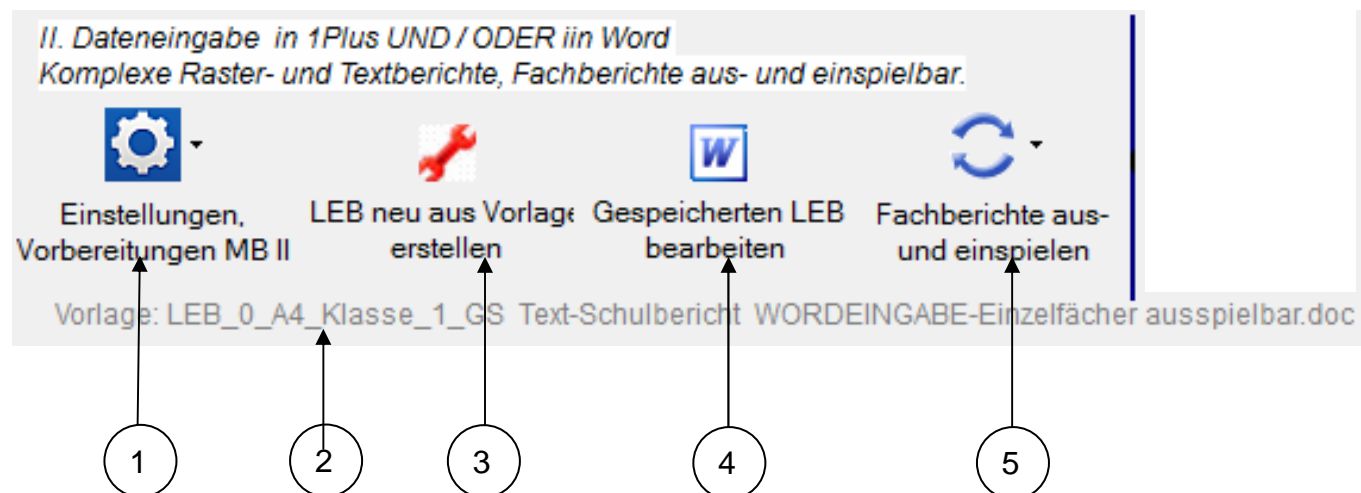 II. Dateneingabe in 1Plus UND / ODER iin Word
Komplexe Raster- und Textberichte, Fachberichte aus- und einspielbar.
W
Einstellungen,
Vorbereitungen MB II
LEB neu aus Vorlage
erstellen
Gespeicherten LEB
bearbeiten
Fachberichte aus-
und einspielen
Vorlage: LEB_0_A4_Klasse_1_GS Text-Schulbericht WORDEINGABE-Einzelfächer ausspielbar.doc
1 2 3 4 5